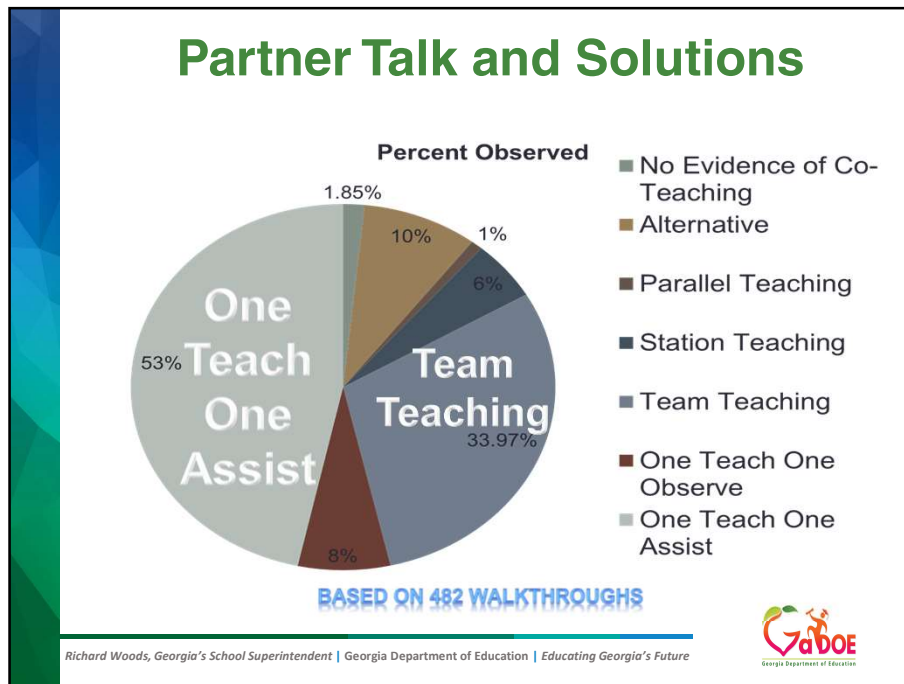 Partner Talk and Solutions
Percent Observed
1.85%
10%
1%
6%
33.97%
8%
53%
One
Teach
One
Assist
Team
Teaching
No Evidence of Co-
Teaching
Alternative
Parallel Teaching
Station Teaching
Team Teaching
One Teach One
Observe
One Teach One
Assist
BASED ON 482 WALKTHROUGHS
Richard Woods, Georgia's School Superintendent | Georgia Department of Education | Educating Georgia's Future
GaDOE
Georgia Department of Education